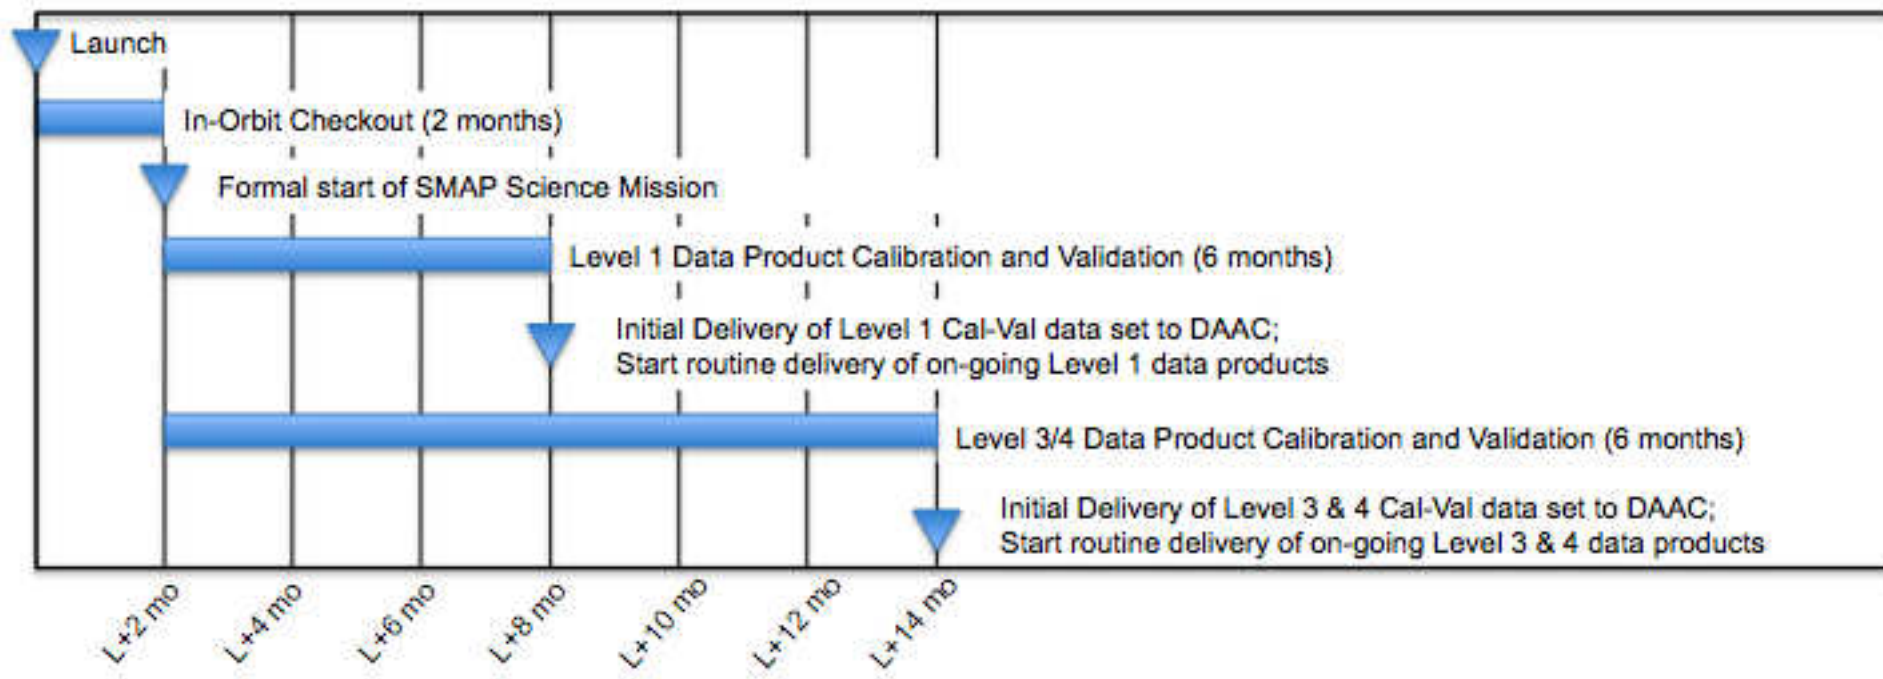 Launch
In-Orbit Checkout (2 months)
Formal start of SMAP Science Mission
Level 1 Data Product Calibration and Validation (6 months)
Initial Delivery of Level 1 Cal-Val data set to DAAC;
Start routine delivery of on-going Level 1 data products
Level 3/4 Data Product Calibration and Validation (6 months)
Initial Delivery of Level 3 & 4 Cal-Val data set to DAAC;
Start routine delivery of on-going Level 3 & 4 data products
L+2 mo
L+4 mo
L+6 mo
L+8 mo
L+10 mo
L+12 mo
L+14 mo